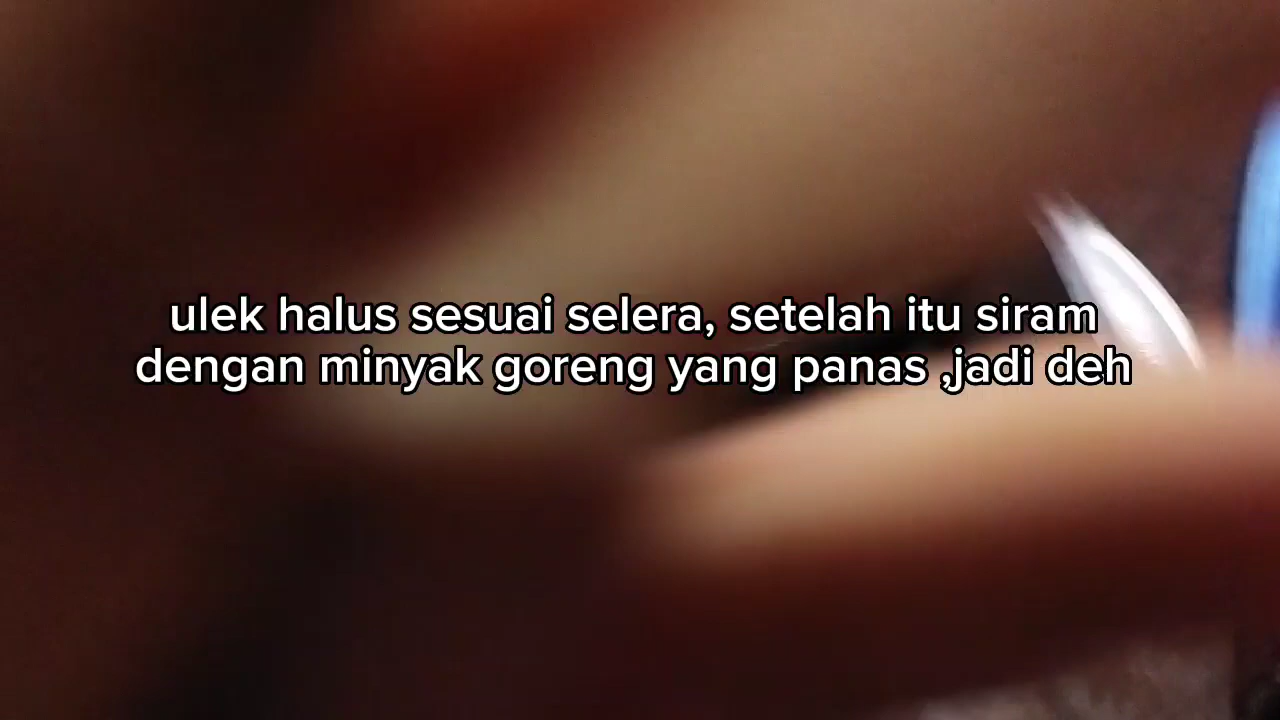 ulek halus sesuai selera, setelah itu siram
dengan minyak goreng yang panas ,jadi deh